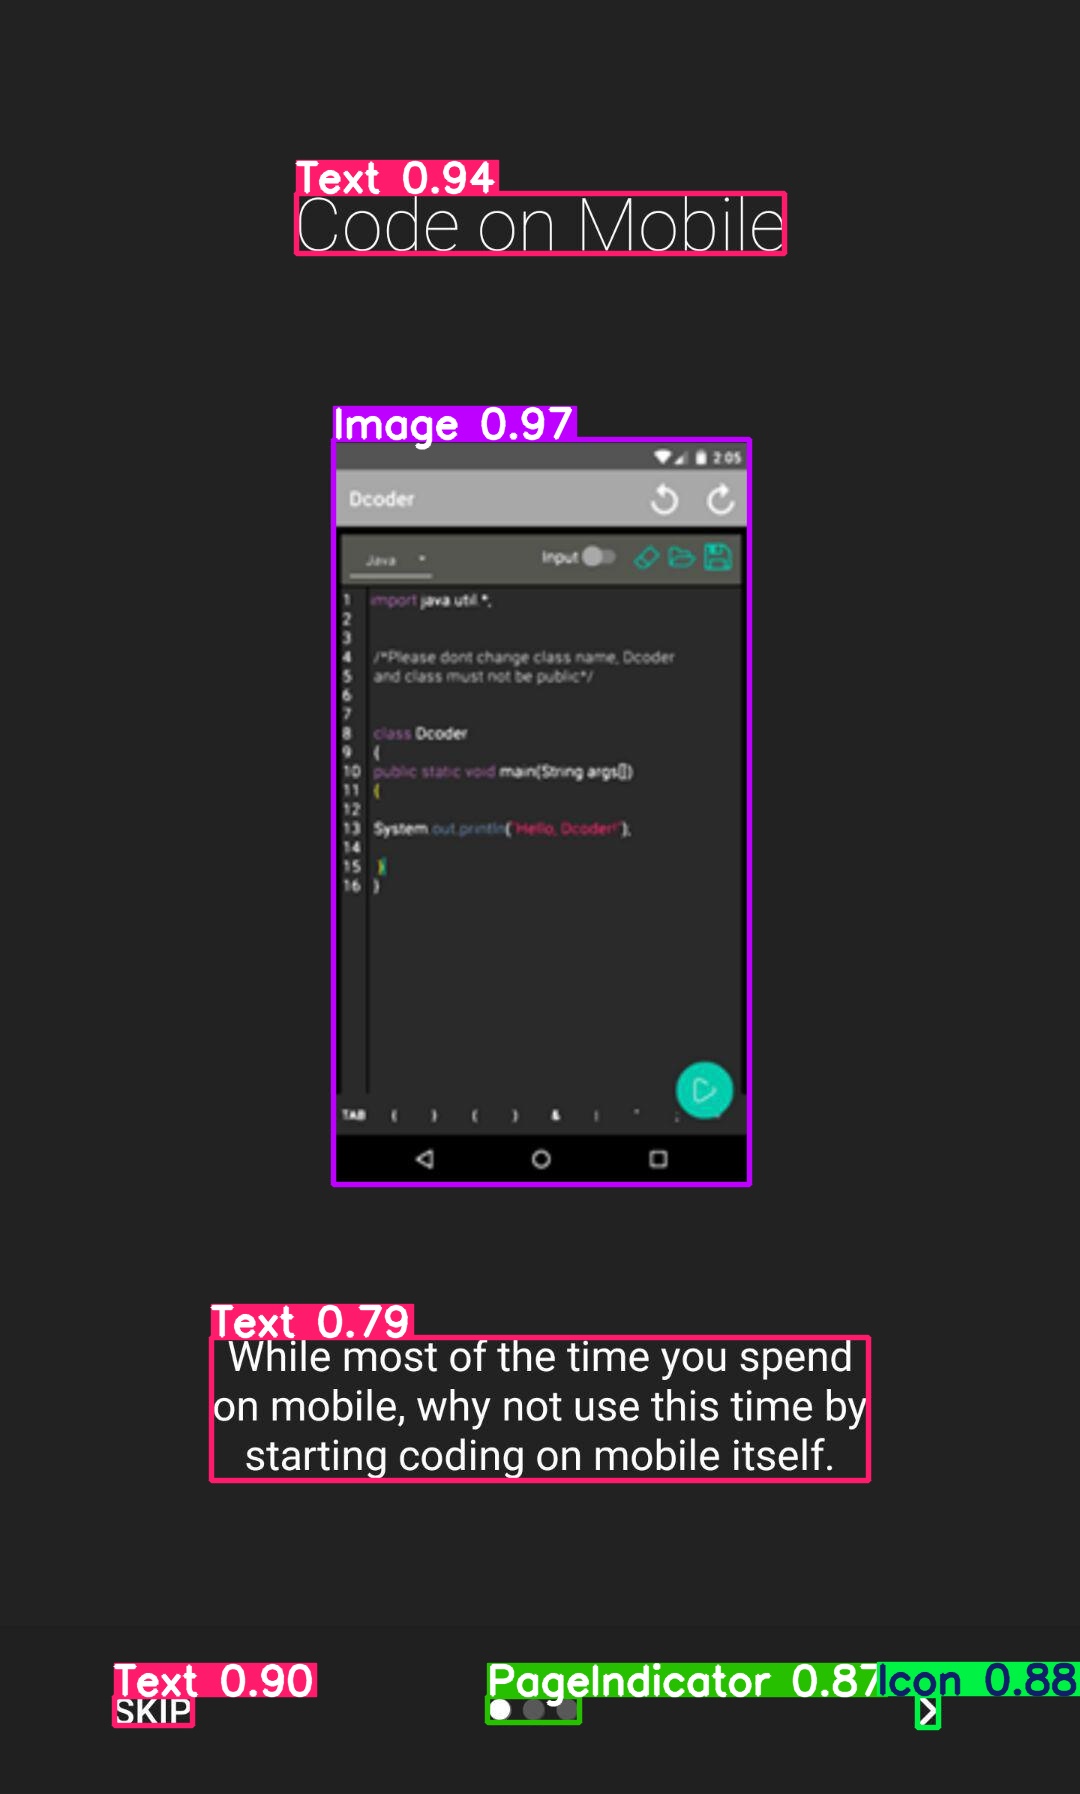 Text 0.94
Code on Mobile
Image 0.97
2:05
Dcoder
Java Input
1 import java.util.*;
2
3
4 /*Please dont change class name, Dcoder
5 and class must not be public*/
6
7
8 class Dcoder
9 {
10 public static void main(String args[])
11 {
12
13 System.out.println("Hello, Dcoder!");
14
15 }
16 }
TAB { } ( ) & | " ;
Text 0.79
While most of the time you spend
on mobile, why not use this time by
starting coding on mobile itself.
Text 0.90 PageIndicator 0.87 Icon 0.88
SKIP